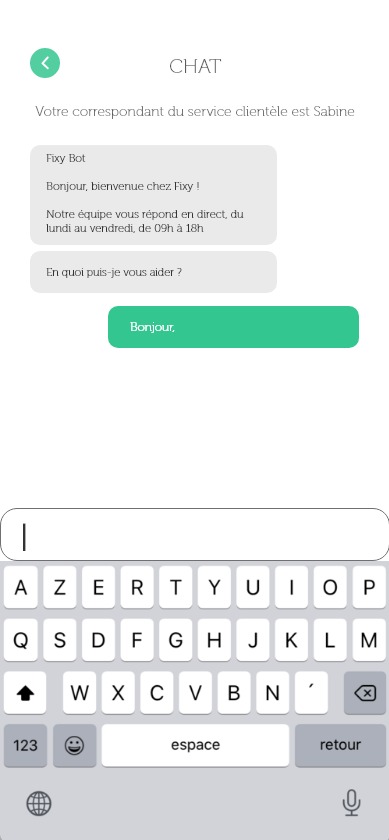 CHAT
Votre correspondant du service clientèle est Sabine
Fixy Bot
Bonjour, bienvenue chez Fixy !
Notre équipe vous répond en direct, du
lundi au vendredi, de 09h à 18h
En quoi puis-je vous aider ?
Bonjour,
A Z E R T Y U I O P
Q S D F G H J K L M
W X C V B N ´
123 espace retour